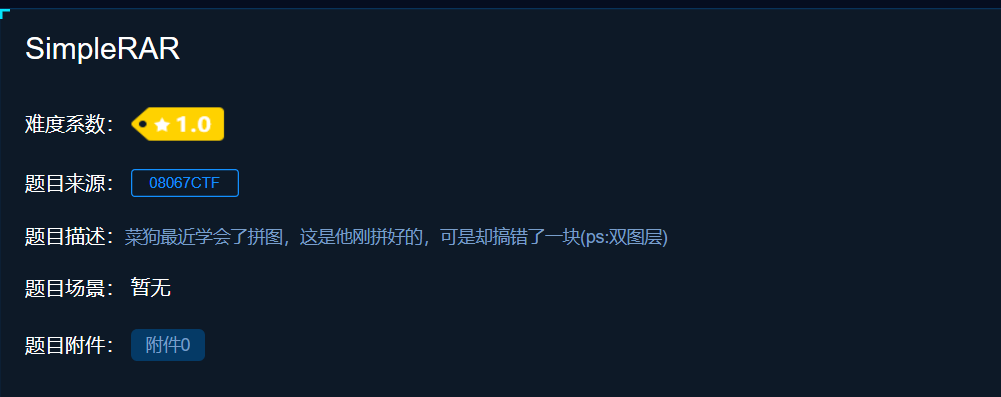 SimpleRAR
难度系数： 1.0
题目来源： 08067CTF
题目描述：菜狗最近学会了拼图，这是他刚拼好的，可是却搞错了一块(ps:双图层)
题目场景： 暂无
题目附件： 附件0